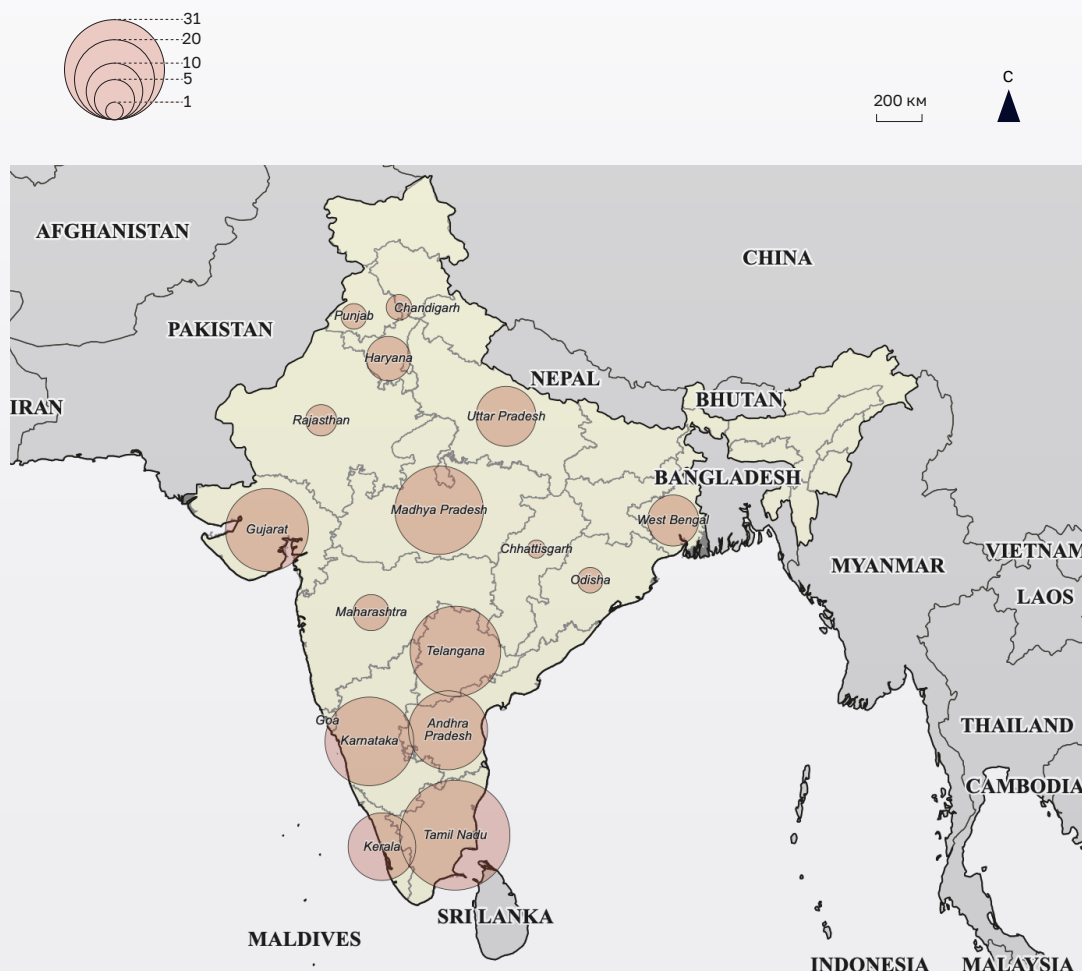 31
20
10
5
1
200 км
С
AFGHANISTAN
CHINA
Punjab
Chandigarh
PAKISTAN
Haryana
NEPAL
IRAN
BHUTAN
Rajasthan
Uttar Pradesh
BANGLADESH
Madhya Pradesh
West Bengal
Gujarat
Chhattisgarh
VIETNAM
MYANMAR
Odisha
LAOS
Maharashtra
Telangana
Goa
Andhra
Pradesh
Karnataka
THAILAND
CAMBODIA
Tamil Nadu
Kerala
SRI LANKA
MALDIVES
INDONESIA
MALAYSIA